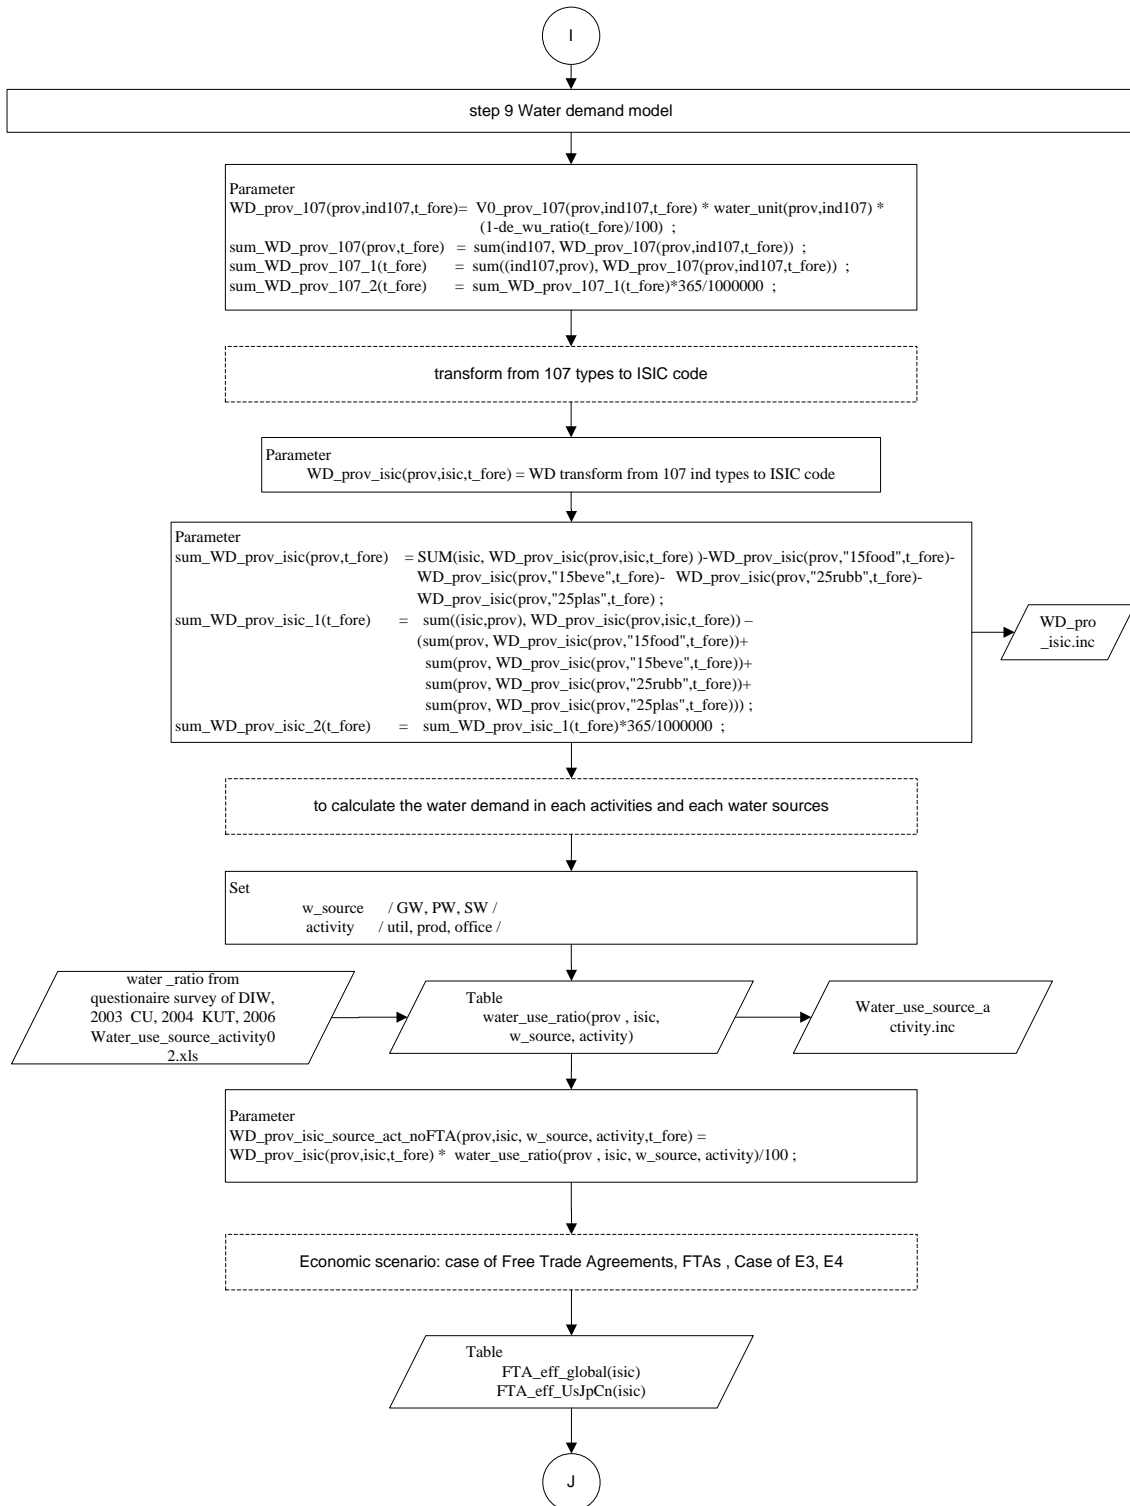 I
step 9 Water demand model
Parameter
WD_prov_107(prov,ind107,t_fore)= V0_prov_107(prov,ind107,t_fore) * water_unit(prov,ind107) *
(1-de_wu_ratio(t_fore)/100) ;
sum_WD_prov_107(prov,t_fore) = sum(ind107, WD_prov_107(prov,ind107,t_fore)) ;
sum_WD_prov_107_1(t_fore) = sum((ind107,prov), WD_prov_107(prov,ind107,t_fore)) ;
sum_WD_prov_107_2(t_fore) = sum_WD_prov_107_1(t_fore)*365/1000000 ;
transform from 107 types to ISIC code
Parameter
WD_prov_isic(prov,isic,t_fore) = WD transform from 107 ind types to ISIC code
Parameter
sum_WD_prov_isic(prov,t_fore) = SUM(isic, WD_prov_isic(prov,isic,t_fore) )-WD_prov_isic(prov,"15food",t_fore)-
WD_prov_isic(prov,"15beve",t_fore)- WD_prov_isic(prov,"25rubb",t_fore)-
WD_prov_isic(prov,"25plas",t_fore) ;
sum_WD_prov_isic_1(t_fore) = sum((isic,prov), WD_prov_isic(prov,isic,t_fore)) –
(sum(prov, WD_prov_isic(prov,"15food",t_fore))+
sum(prov, WD_prov_isic(prov,"15beve",t_fore))+
sum(prov, WD_prov_isic(prov,"25rubb",t_fore))+
sum(prov, WD_prov_isic(prov,"25plas",t_fore))) ;
sum_WD_prov_isic_2(t_fore) = sum_WD_prov_isic_1(t_fore)*365/1000000 ;
WD_pro
_isic.inc
to calculate the water demand in each activities and each water sources
Set
w_source / GW, PW, SW /
activity / util, prod, office /
water _ratio from
questionaire survey of DIW,
2003 CU, 2004 KUT, 2006
Water_use_source_activity0
2.xls
Table
water_use_ratio(prov , isic,
w_source, activity)
Water_use_source_a
ctivity.inc
Parameter
WD_prov_isic_source_act_noFTA(prov,isic, w_source, activity,t_fore) =
WD_prov_isic(prov,isic,t_fore) * water_use_ratio(prov , isic, w_source, activity)/100 ;
Economic scenario: case of Free Trade Agreements, FTAs , Case of E3, E4
Table
FTA_eff_global(isic)
FTA_eff_UsJpCn(isic)
J